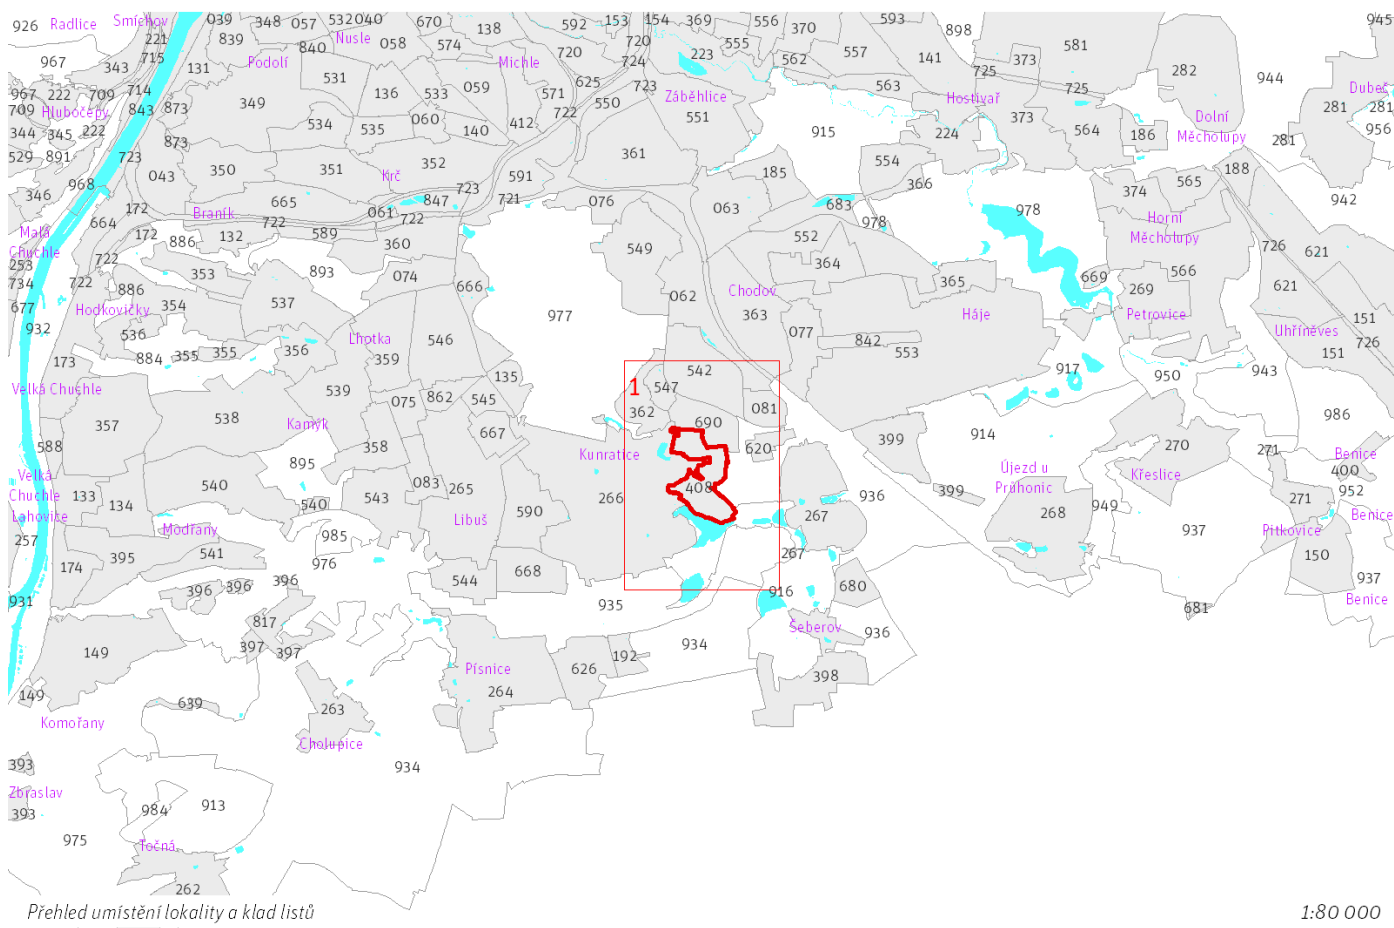 926 Radlice Smíchov 039 348 057 532 040 670 138 592 153 154 369 556 370 593 898 945
221 839 Nusle 058 574 720 720 223 555 557 141 581
967 343 715 131 Podolí 840 Michle 724 562 725 373 282 944
967 222 709 714 531 136 533 059 571 625 723 Záběhlice 563 Hostivař 725 281 Dubeč 281
709 Hlubočepy 843 873 349 550 722 551 373 Dolní
344 345 222 534 535 060 140 412 915 224 564 186 Měcholupy 956
529 891 723 873 351 352 361 554 281
346 968 043 350 Krč 723 591 185 366 374 565 188 942
172 665 061 847 721 076 063 683 978 978
664 Braník 722 722 Horní
Malá 172 886 132 589 360 549 552 Měcholupy 726 621
Chuchle
253 722 353 893 074 364 669 566
734 722 886 537 666 062 Chodov 365 269 621
677 Hodkovičky 354 977 363 Háje Petrovice 151
932 536 Lhotka 546 077 842 Uhříněves 726
173 884 355 355 356 359 553 151
Velká Chuchle 539 135 542 917 950 943
075 862 545 1 547
357 538 Kamýk 362 081 986
588 358 667 690 399 914 270
Velká 895 Kunratice 620 271 Benice
Chuchle 540 083 265 266 408 Újezd u Křeslice 400
133 134 540 543 590 936 399 Průhonic 949 271 952
Lahovice Modřany Libuš 267 268 Benice
257 395 541 985 937 Pitkovice
174 976 267 150
396 396 396 544 668 937
931 935 916 680 Benice
817 681
149 397 397 934 Šeberov 936
Písnice 626 192
149 639 263 264 398
Komořany
Cholupice
393 934
Zbraslav
393 984 913
975 Točná
262
Přehled umístění lokality a klad listů 1:80 000